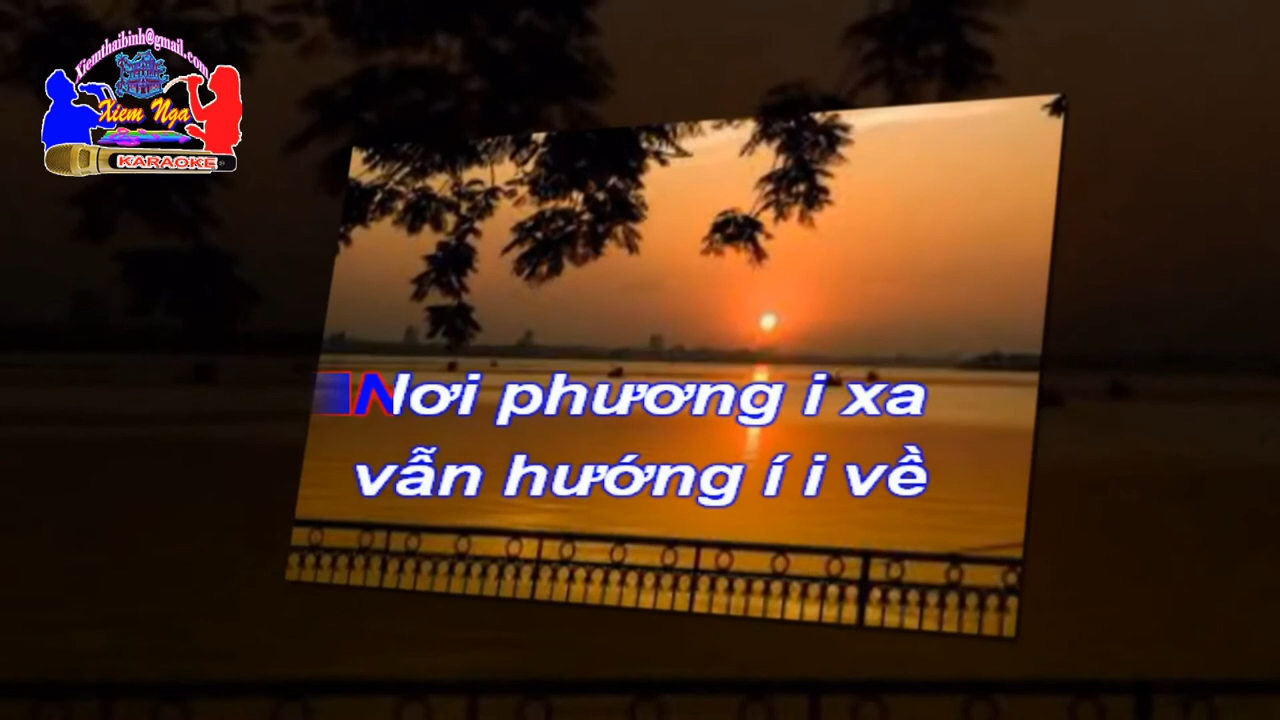 Xiemthaibinh@gmail.com
Xiem Nga
KARAOKE
Nơi phương i xa
vẫn hướng í i về